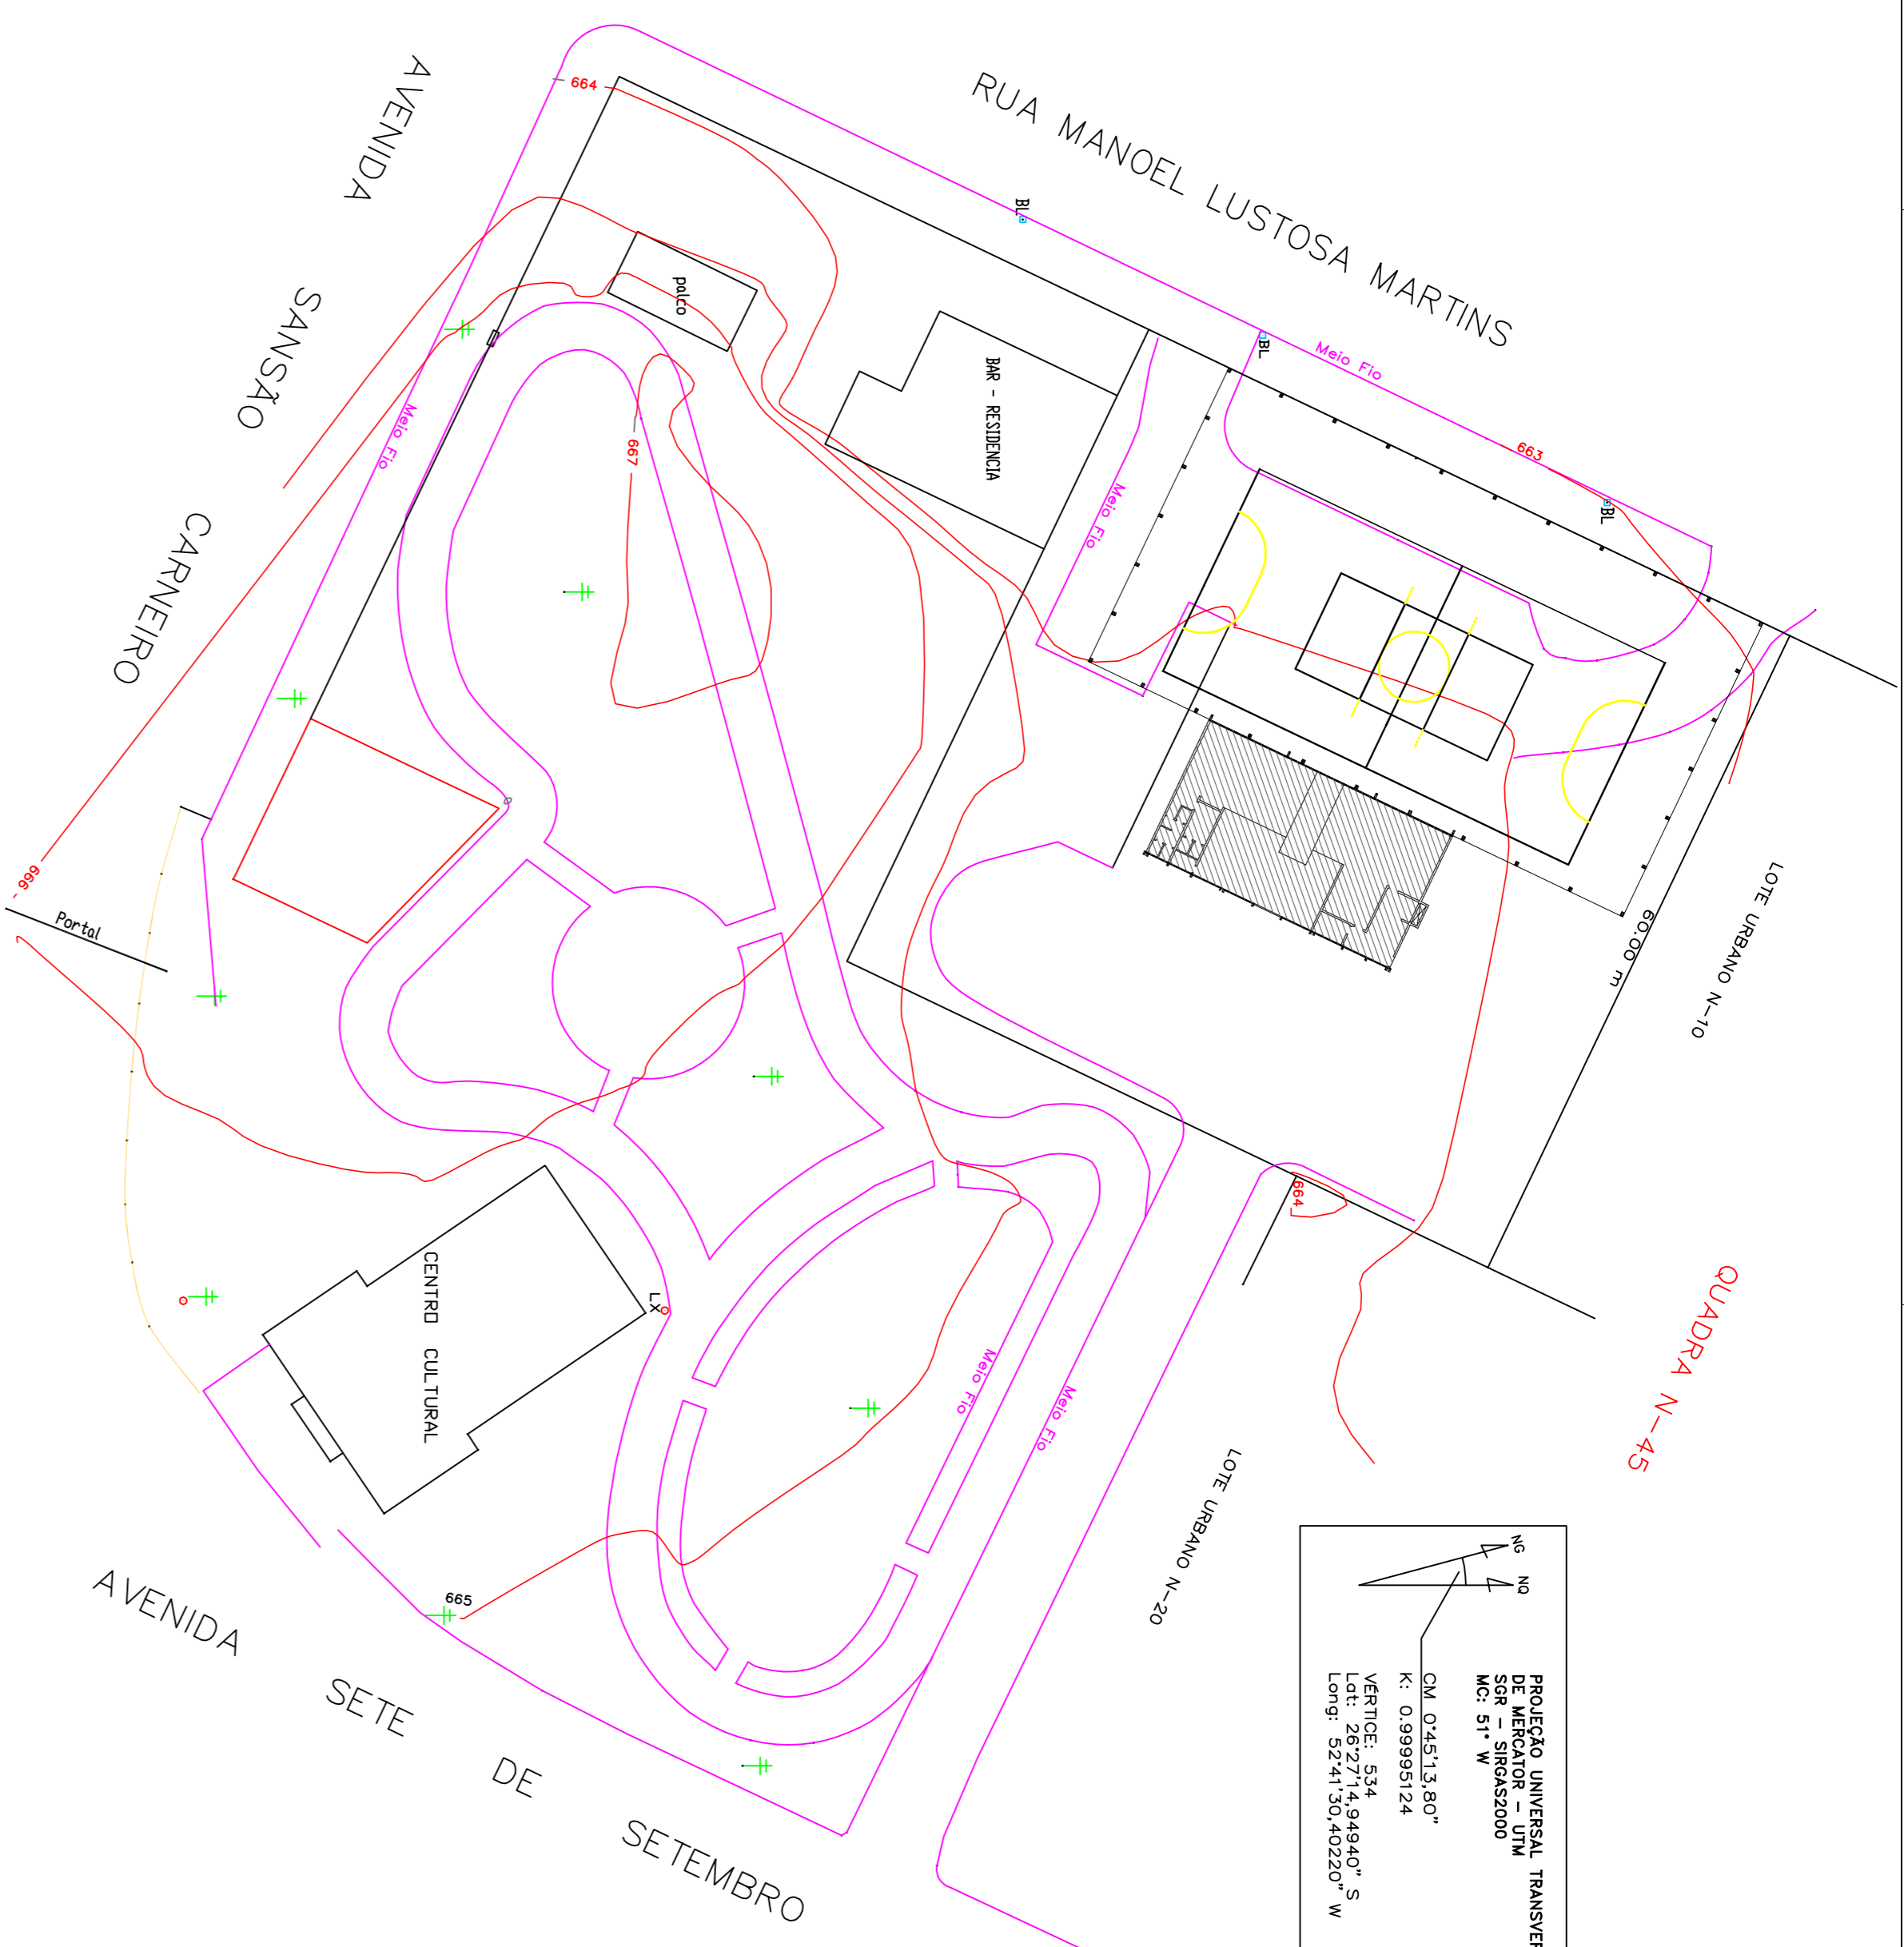 RUA MANOEL LUSTOSA MARTINS
AVENIDA SANSÃO CARNEIRO
664
BL
palco
BL
Meio Fio
663
BL
Meio Fio
667
BAR - RESIDENCIA
Meio Fio
666
Portal
60.00 m
LOTE URBANO N-10
664
QUADRA N-45
CENTRO CULTURAL
LX
Meio Fio
Meio Fio
LOTE URBANO N-20
665
AVENIDA SETE DE SETEMBRO
NG
NQ
PROJEÇÃO UNIVERSAL TRANSVER
DE MERCATOR - UTM
SGR - SIRGAS2000
MC: 51° W
CM 0°45'13,80"
K: 0.99995124
VÉRTICE: 534
Lat: 26°27'14,94940" S
Long: 52°41'30,40220" W